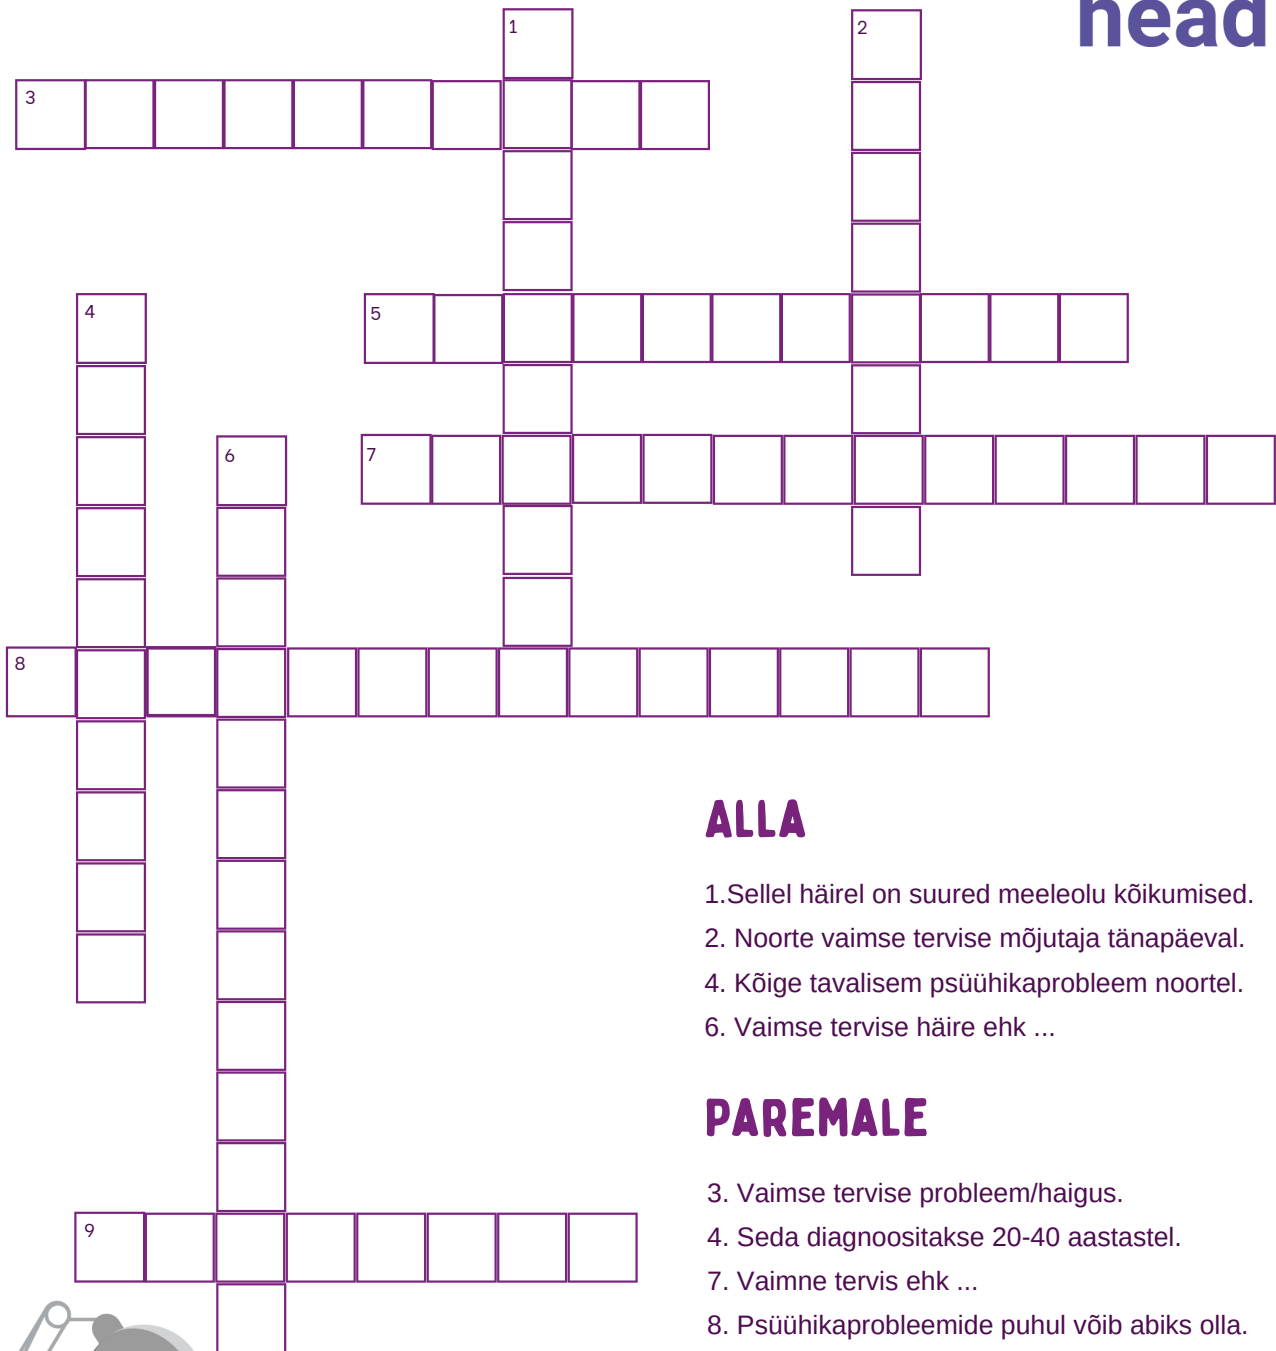 head
1
2
3
4
5
6
7
8
9
ALLA
1.Sellel häirel on suured meeleolu kõikumised.
2. Noorte vaimse tervise mõjutaja tänapäeval.
4. Kõige tavalisem psüühikaprobleem noortel.
6. Vaimse tervise häire ehk ...
PAREMALE
3. Vaimse tervise probleem/haigus.
4. Seda diagnoositakse 20-40 aastastel.
7. Vaimne tervis ehk ...
8. Psüühikaprobleemide puhul võib abiks olla.